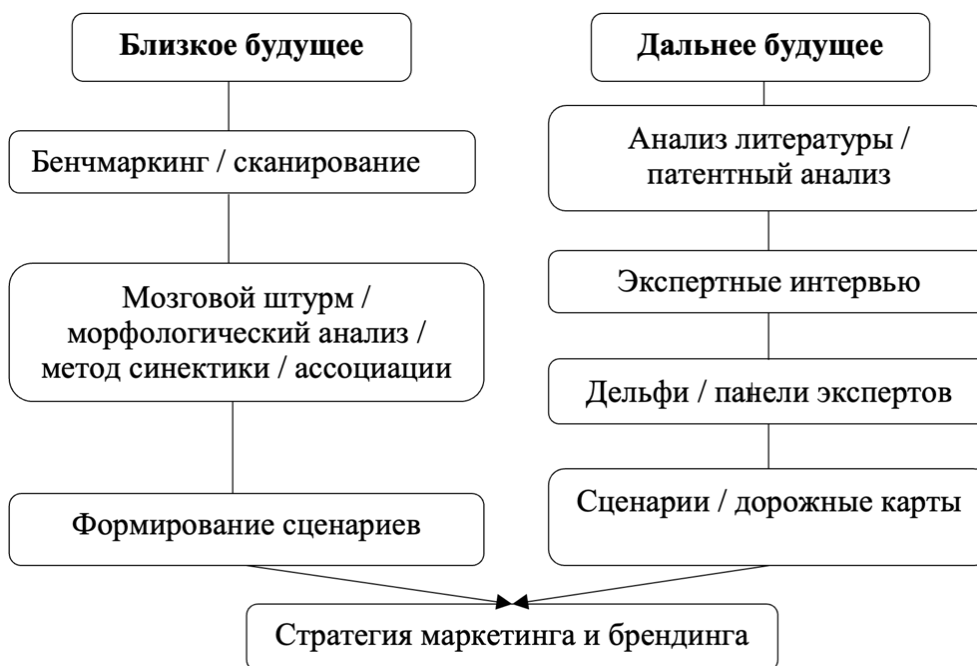 Близкое будущее
Бенчмаркинг / сканирование
Мозговой штурм /
морфологический анализ /
метод синектики / ассоциации
Формирование сценариев
Дальнее будущее
Анализ литературы /
патентный анализ
Экспертные интервью
Дельфи / панели экспертов
Сценарии / дорожные карты
Стратегия маркетинга и брендинга